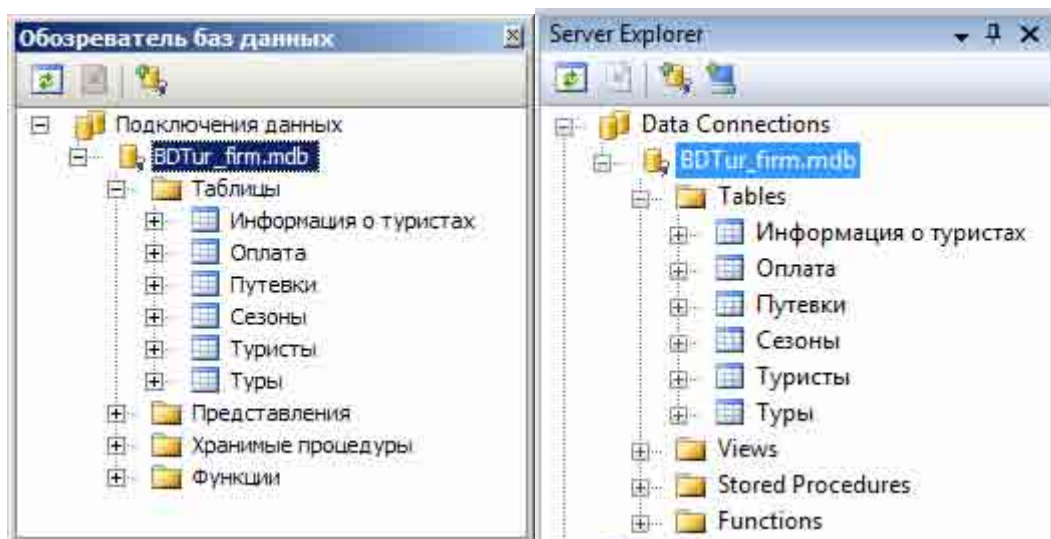 Обозреватель баз данных
Подключения данных
BDTur_firm.mdb
Таблицы
Информация о туристах
Оплата
Путевки
Сезоны
Туристы
Туры
Представления
Хранимые процедуры
Функции
Server Explorer
Data Connections
BDTur_firm.mdb
Tables
Информация о туристах
Оплата
Путевки
Сезоны
Туристы
Туры
Views
Stored Procedures
Functions